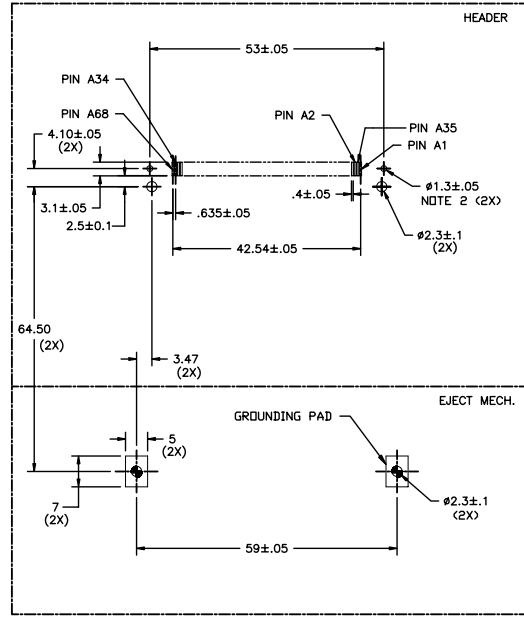 HEADER
53±.05
PIN A34
PIN A68
PIN A2
PIN A35
PIN A1
4.10±.05
(2X)
3.1±.05
2.5±0.1
.635±.05
.4±.05
ø1.3±.05
NOTE 2 (2X)
ø2.3±.1
(2X)
42.54±.05
64.50
(2X)
3.47
(2X)
EJECT MECH.
GROUNDING PAD
5
(2X)
7
(2X)
ø2.3±.1
(2X)
59±.05